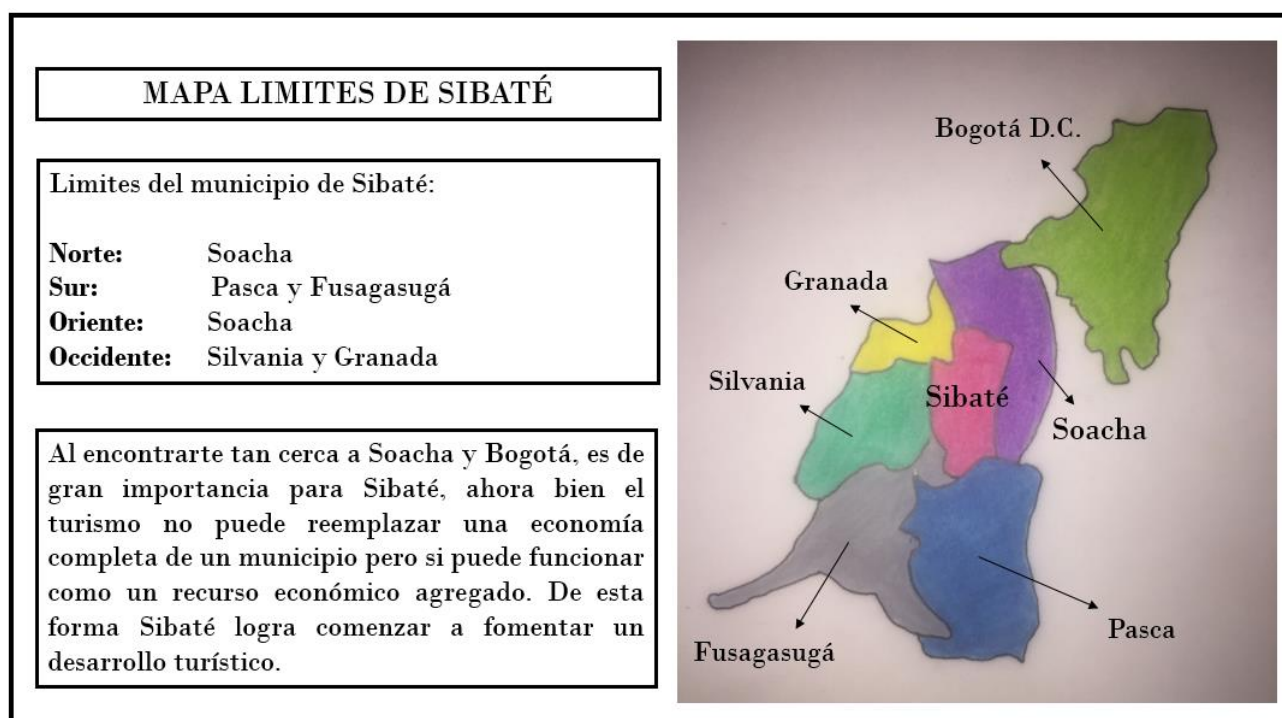 MAPA LIMITES DE SIBATÉ
Limites del municipio de Sibaté:
Norte: Soacha
Sur: Pasca y Fusagasugá
Oriente: Soacha
Occidente: Silvania y Granada
Al encontrarte tan cerca a Soacha y Bogotá, es de
gran importancia para Sibaté, ahora bien el
turismo no puede reemplazar una economía
completa de un municipio pero si puede funcionar
como un recurso económico agregado. De esta
forma Sibaté logra comenzar a fomentar un
desarrollo turístico.
Bogotá D.C.
Granada
Silvania
Sibaté
Soacha
Pasca
Fusagasugá